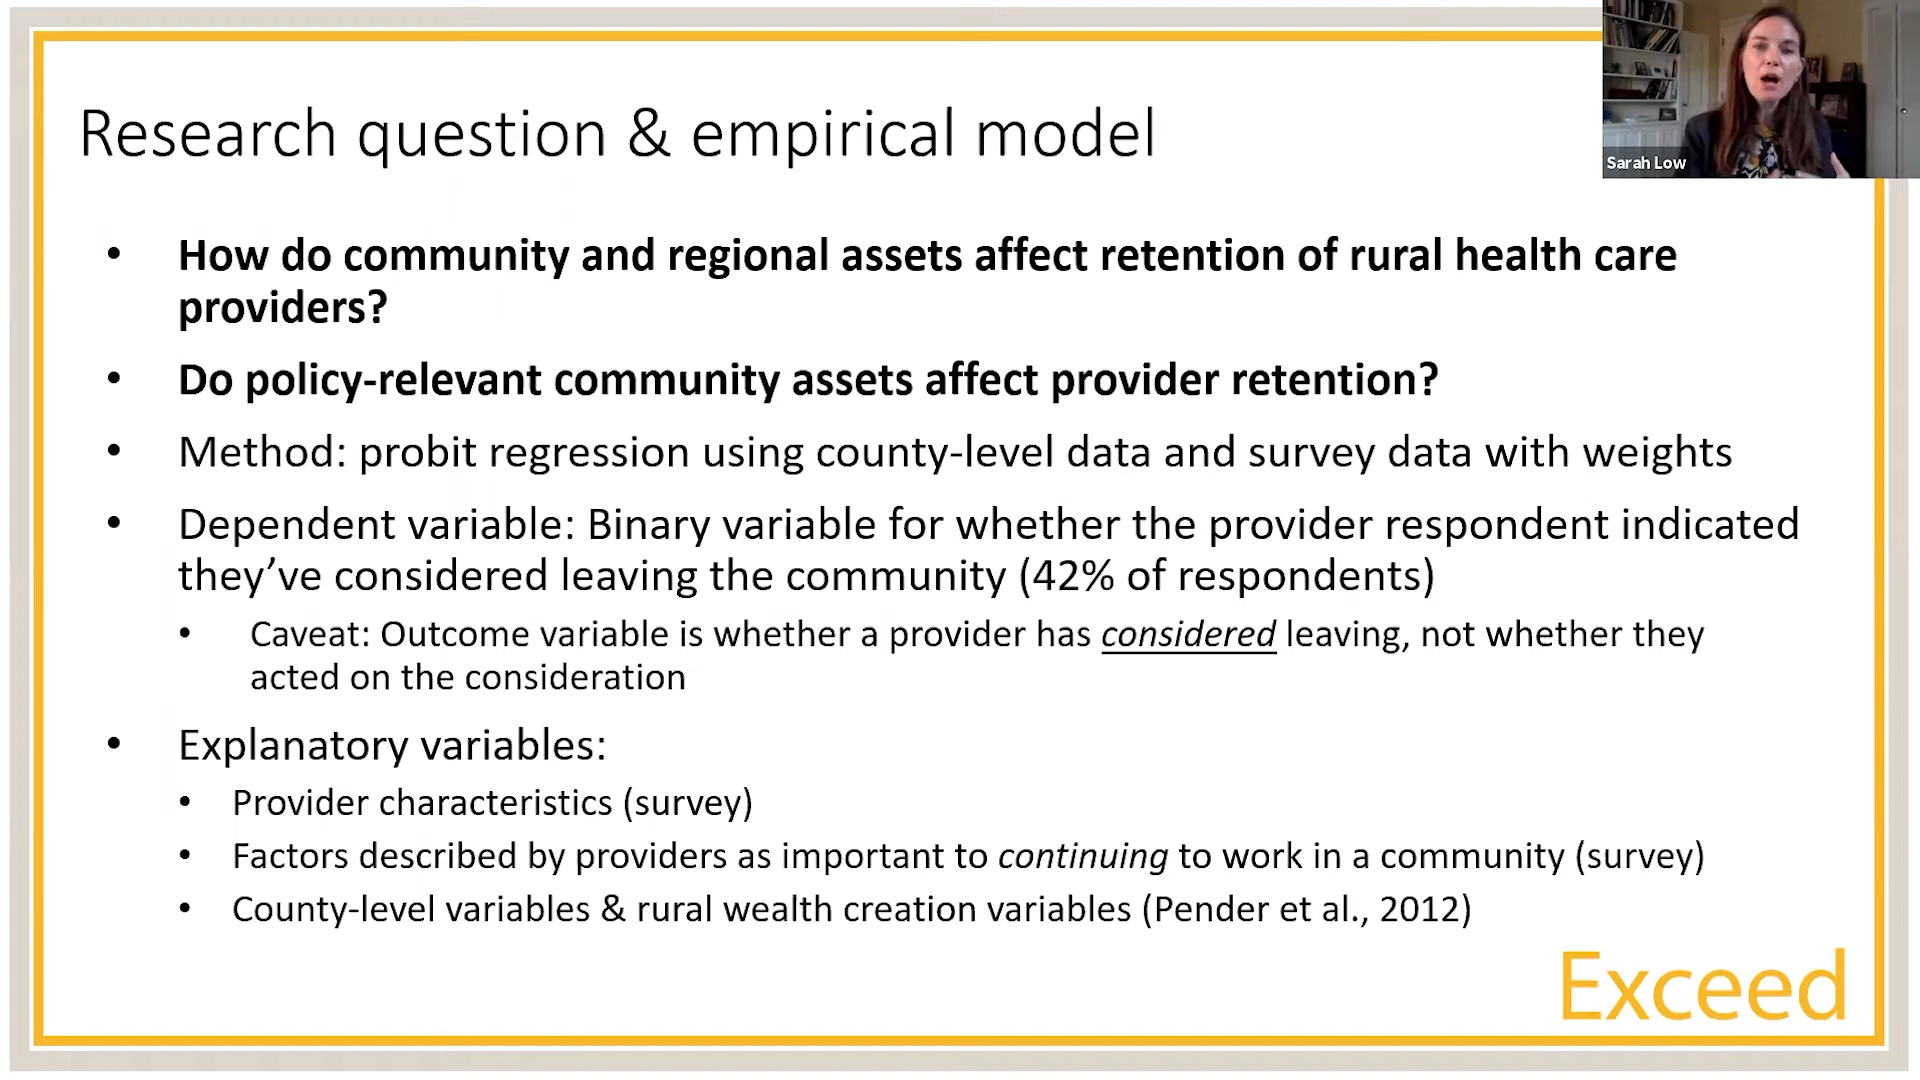 Research question & empirical model
Sarah Low
• How do community and regional assets affect retention of rural health care
providers?
• Do policy-relevant community assets affect provider retention?
• Method: probit regression using county-level data and survey data with weights
• Dependent variable: Binary variable for whether the provider respondent indicated
they’ve considered leaving the community (42% of respondents)
• Caveat: Outcome variable is whether a provider has considered leaving, not whether they
acted on the consideration
• Explanatory variables:
• Provider characteristics (survey)
• Factors described by providers as important to continuing to work in a community (survey)
• County-level variables & rural wealth creation variables (Pender et al., 2012)
Exceed